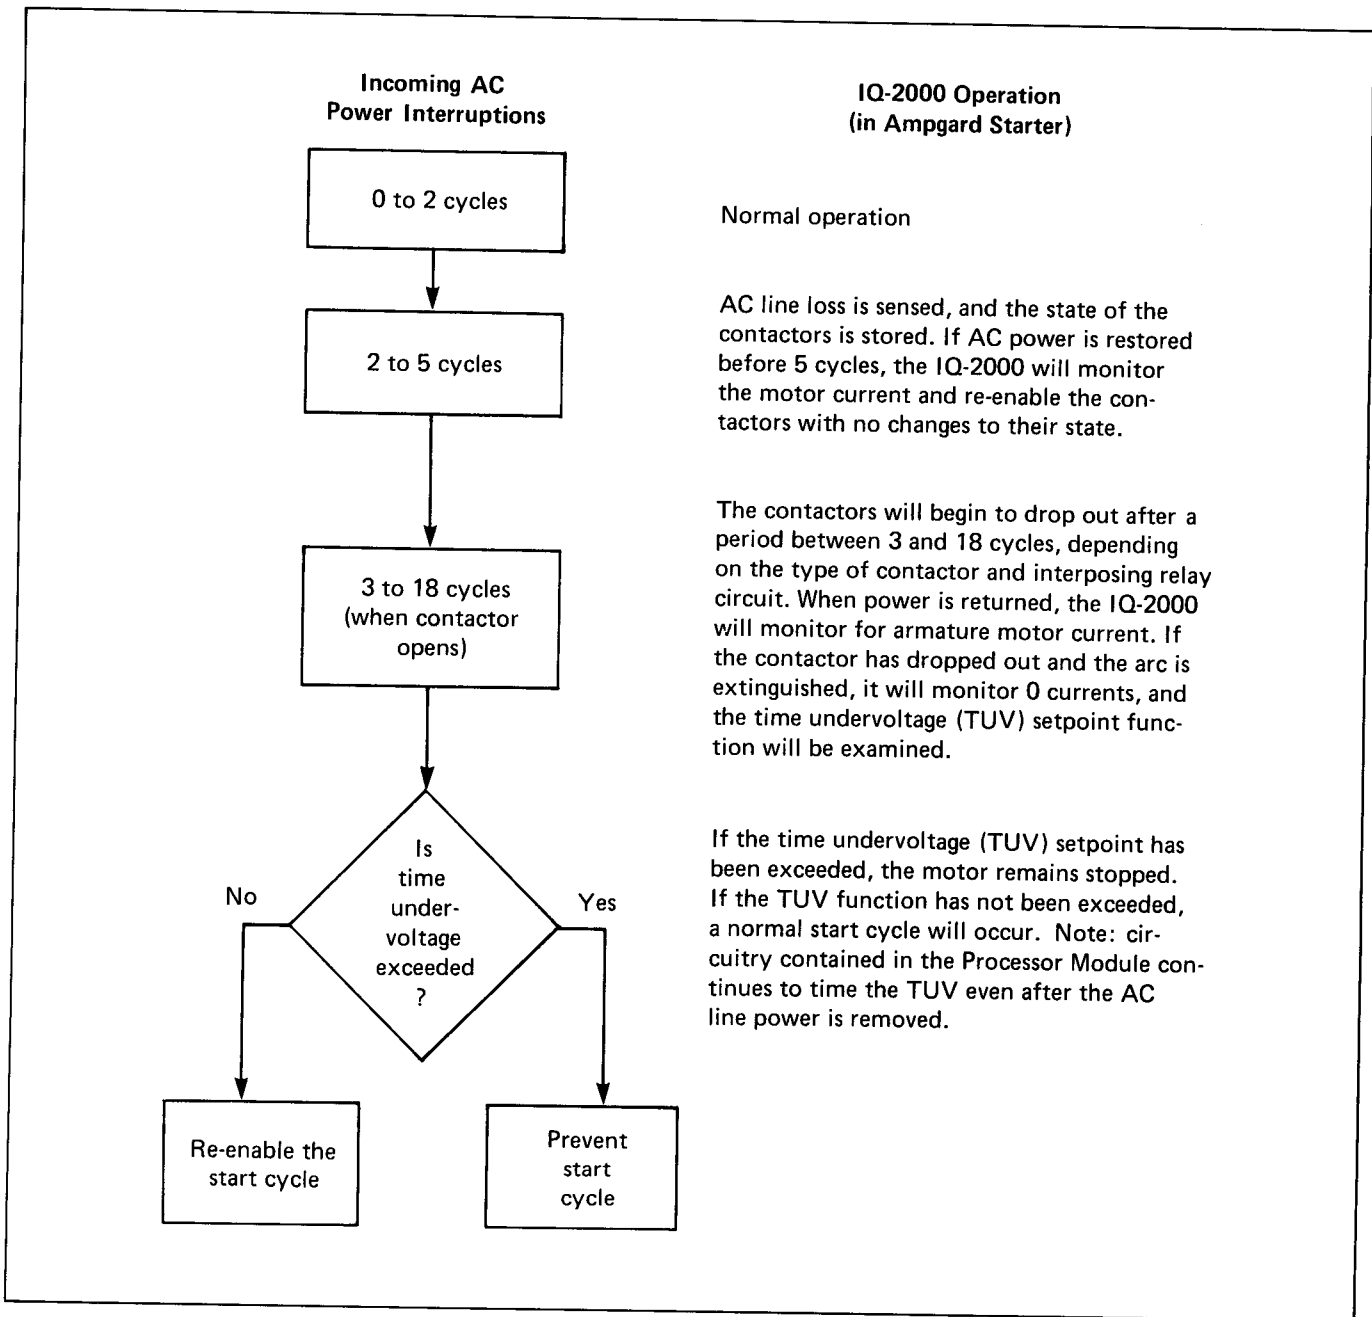 Incoming AC
Power Interruptions
IQ-2000 Operation
(in Ampgard Starter)
0 to 2 cycles
Normal operation
2 to 5 cycles
AC line loss is sensed, and the state of the
contactors is stored. If AC power is restored
before 5 cycles, the IQ-2000 will monitor
the motor current and re-enable the con-
tactors with no changes to their state.
3 to 18 cycles
(when contactor
opens)
The contactors will begin to drop out after a
period between 3 and 18 cycles, depending
on the type of contactor and interposing relay
circuit. When power is returned, the IQ-2000
will monitor for armature motor current. If
the contactor has dropped out and the arc is
extinguished, it will monitor 0 currents, and
the time undervoltage (TUV) setpoint func-
tion will be examined.
Is
time
under-
voltage
exceeded
?
No
Yes
If the time undervoltage (TUV) setpoint has
been exceeded, the motor remains stopped.
If the TUV function has not been exceeded,
a normal start cycle will occur. Note: cir-
cuitry contained in the Processor Module con-
tinues to time the TUV even after the AC
line power is removed.
Re-enable the
start cycle
Prevent
start
cycle